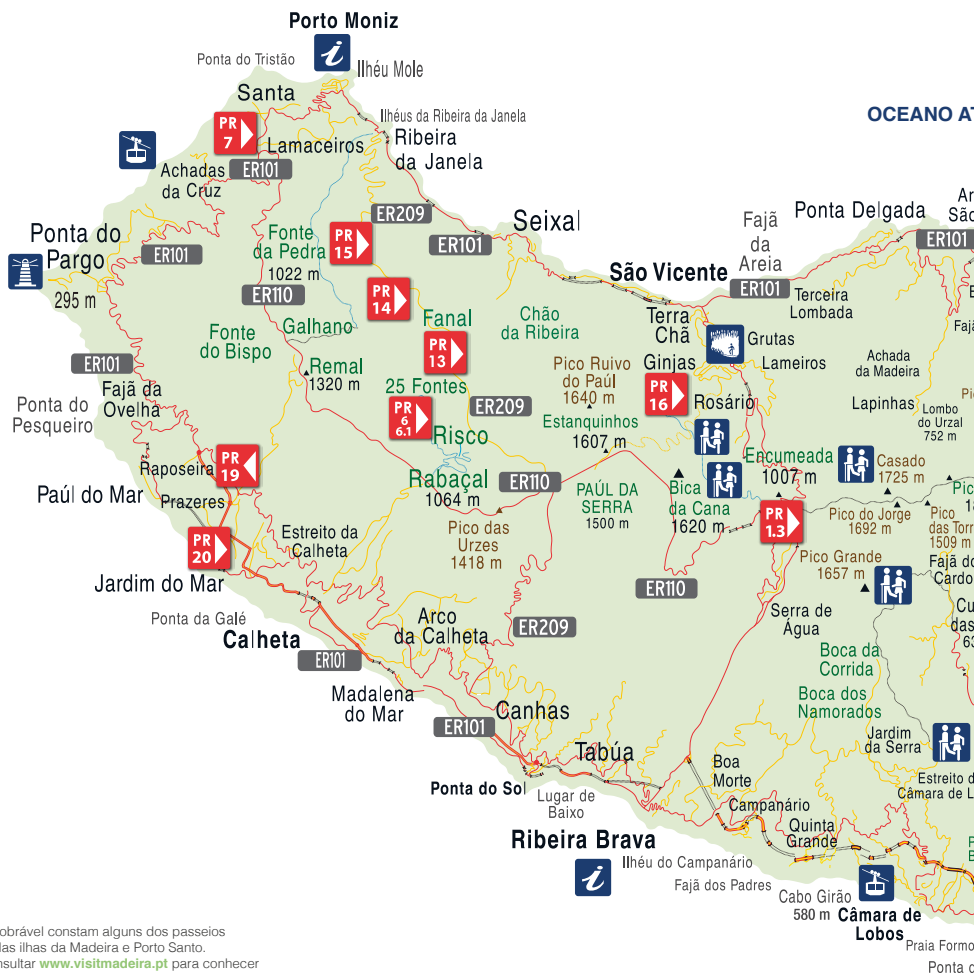 Porto Moniz
i
Ponta do Tristão
Ilhéu Mole
Santa
OCEANO AT
PR
7
Ilhéus da Ribeira da Janela
Lamaceiros
Ribeira
da Janela
Achadas
da Cruz
ER101
ER209
Seixal
Ponta Delgada
Ar
São
Fajã
da
Areia
Ponta do
Pargo
Fonte
da Pedra
1022 m
PR
15
ER101
ER101
ER101
295 m
São Vicente
ER101
ER110
PR
14
Terceira
Lombada
Fonte
do Bispo
Galhano
Fanal
Chão
da Ribeira
Terra
Chã
Faj
Grutas
PR
13
ER101
Remal
1320 m
Pico Ruivo
do Paúl
1640 m
Ginjas
Lameiros
Achada
da Madeira
Fajã da
Ovelha
25 Fontes
PR
16
Rosário
Ponta do
Pesqueiro
PR
6
6.1
ER209
Lapinhas
Lombo
do Urzal
752 m
Estanquinhos
1607 m
Risco
Raposeira
PR
19
Encumeada
1007 m
Casado
1725 m
Rabaçal
1064 m
ER110
PAÚL DA
SERRA
1500 m
Bica
da Cana
1620 m
Paúl do Mar
Prazeres
PR
1.3
Pico do Jorge
1692 m
Pico
das Torr
1509 m
Pico das
Urzes
1418 m
Estreito da
Calheta
PR
20
Pico Grande
1657 m
Fajã do
Cardo
Jardim do Mar
ER110
Ponta da Galé
Arco
da Calheta
ER209
Serra de
Água
Cu
das
63
Calheta
ER101
Boca da
Corrida
Madalena
do Mar
Boca dos
Namorados
ER101
Canhas
Jardim
da Serra
Tabúa
Boa
Morte
Ponta do Sol
Estreito d
Câmara de L
Lugar de
Baixo
Campanário
Quinta
Grande
Ribeira Brava
i
Ilhéu do Campanário
Fajã dos Padres
Cabo Girão
580 m
Câmara de
Lobos
obrável constam alguns dos passeios
das ilhas da Madeira e Porto Santo.
nsultar www.visitmadeira.pt para conhecer
Praia Formo
Ponta d